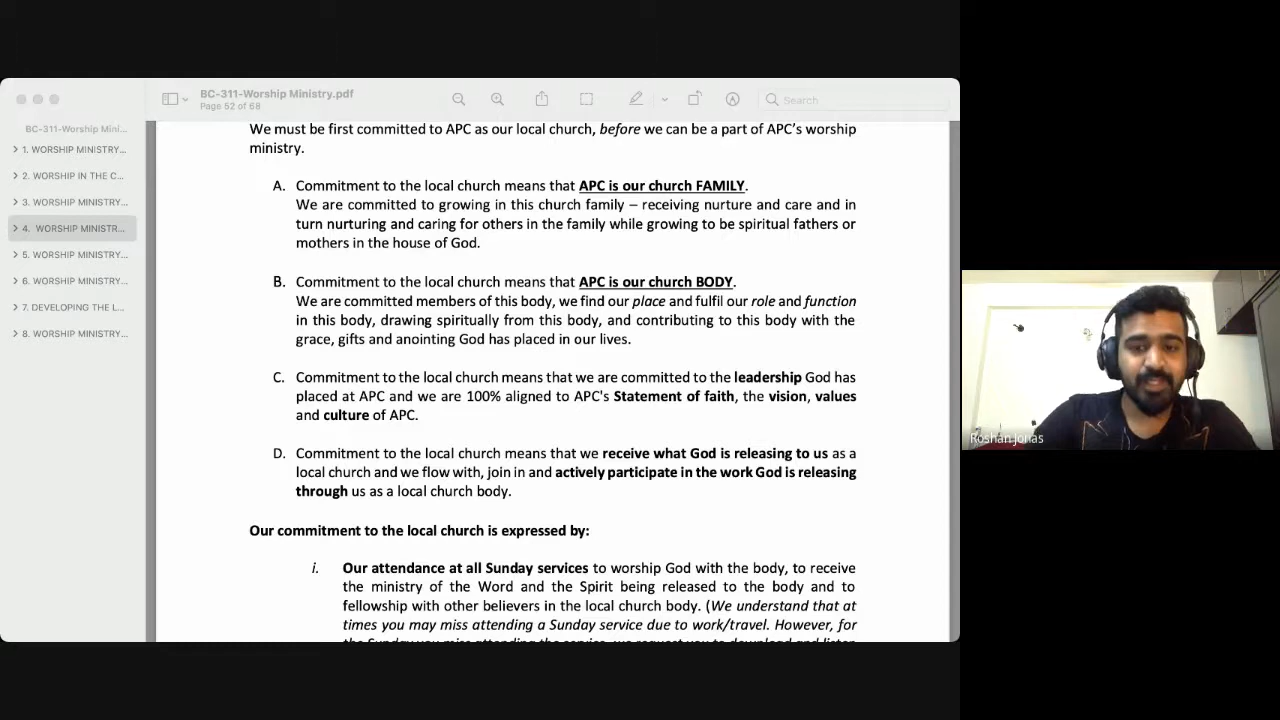 BC-311-Worship Ministry.pdf
Page 52 of 68
Search
BC-311-Worship Mini...
1. WORSHIP MINISTRY...
2. WORSHIP IN THE C...
3. WORSHIP MINISTRY...
4. WORSHIP MINISTR...
5. WORSHIP MINISTRY...
6. WORSHIP MINISTRY...
7. DEVELOPING THE L...
8. WORSHIP MINISTRY...
We must be first committed to APC as our local church, before we can be a part of APC's worship
ministry.
A. Commitment to the local church means that APC is our church FAMILY.
We are committed to growing in this church family – receiving nurture and care and in
turn nurturing and caring for others in the family while growing to be spiritual fathers or
mothers in the house of God.
B. Commitment to the local church means that APC is our church BODY.
We are committed members of this body, we find our place and fulfil our role and function
in this body, drawing spiritually from this body, and contributing to this body with the
grace, gifts and anointing God has placed in our lives.
C. Commitment to the local church means that we are committed to the leadership God has
placed at APC and we are 100% aligned to APC's Statement of faith, the vision, values
and culture of APC.
D. Commitment to the local church means that we receive what God is releasing to us as a
local church and we flow with, join in and actively participate in the work God is releasing
through us as a local church body.
Our commitment to the local church is expressed by:
i. Our attendance at all Sunday services to worship God with the body, to receive
the ministry of the Word and the Spirit being released to the body and to
fellowship with other believers in the local church body. (We understand that at
times you may miss attending a Sunday service due to work/travel. However, for
the Sunday you miss attending the service, we request you to download and listen
Roshan Jonas